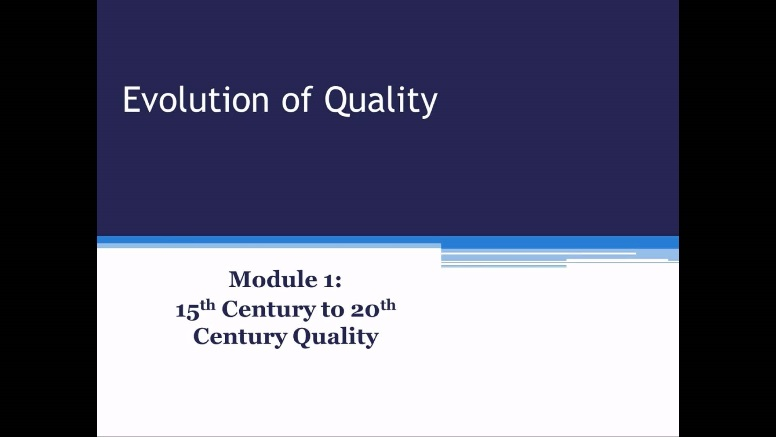 Evolution of Quality
Module 1:
15th Century to 20th
Century Quality